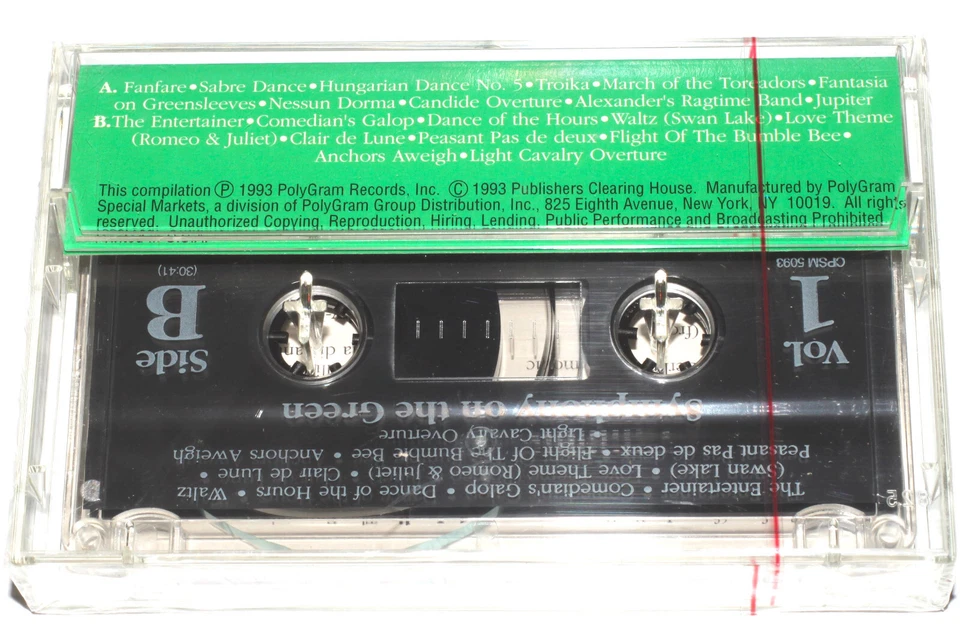 A. Fanfare•Sabre Dance•Hungarian Dance No. 5•Troika•March of the Toreadors•Fantasia
on Greensleeves•Nessun Dorma•Candide Overture•Alexander's Ragtime Band•Jupiter
B.The Entertainer•Comedian's Galop•Dance of the Hours•Waltz (Swan Lake)•Love Theme
(Romeo & Juliet)•Clair de Lune•Peasant Pas de deux•Flight Of The Bumble Bee•
Anchors Aweigh•Light Cavalry Overture
This compilation Ⓟ 1993 PolyGram Records, Inc. © 1993 Publishers Clearing House. Manufactured by PolyGram
Special Markets, a division of PolyGram Group Distribution, Inc., 825 Eighth Avenue, New York, NY 10019. All rights
reserved. Unauthorized Copying, Reproduction, Hiring, Lending, Public Performance and Broadcasting Prohibited
The Entertainer • Comedian's Galop • Dance of the Hours • Waltz
(Swan Lake) • Love Theme (Romeo & Juliet) • Clair de Lune •
Peasant Pas de deux • Flight Of The Bumble Bee • Anchors Aweigh
• Light Cavalry Overture
Symphony on the Green
Vol.
1
CPSM 5093
Side
B
(30:41)